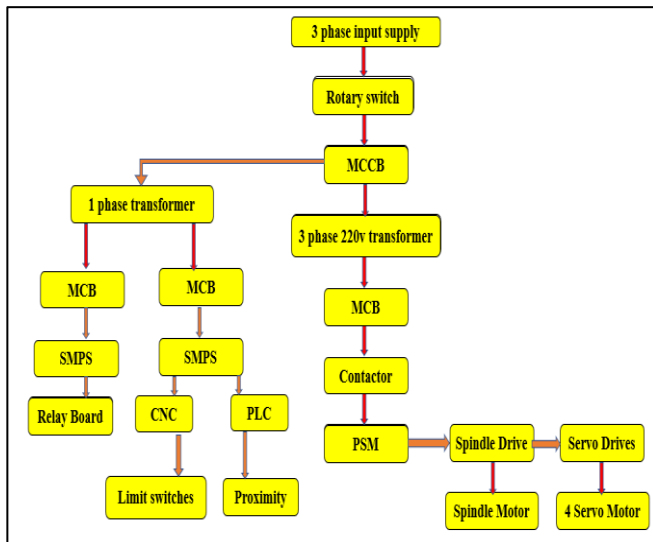 3 phase input supply
Rotary switch
MCCB
1 phase transformer
3 phase 220v transformer
MCB
MCB
MCB
SMPS
SMPS
Contactor
Relay Board
CNC
PLC
PSM
Spindle Drive
Servo Drives
Limit switches
Proximity
Spindle Motor
4 Servo Motor